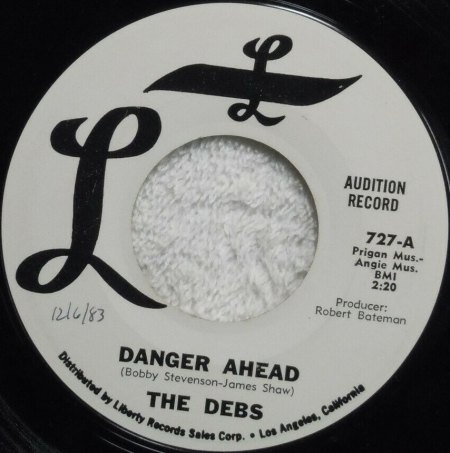 L
L
AUDITION
RECORD
727-A
Prigan Mus.-
Angie Mus.
BMI
2:20
Producer:
Robert Bateman
12/6/83
DANGER AHEAD
(Bobby Stevenson-James Shaw)
THE DEBS
Distributed by Liberty Records Sales Corp. • Los Angeles, California